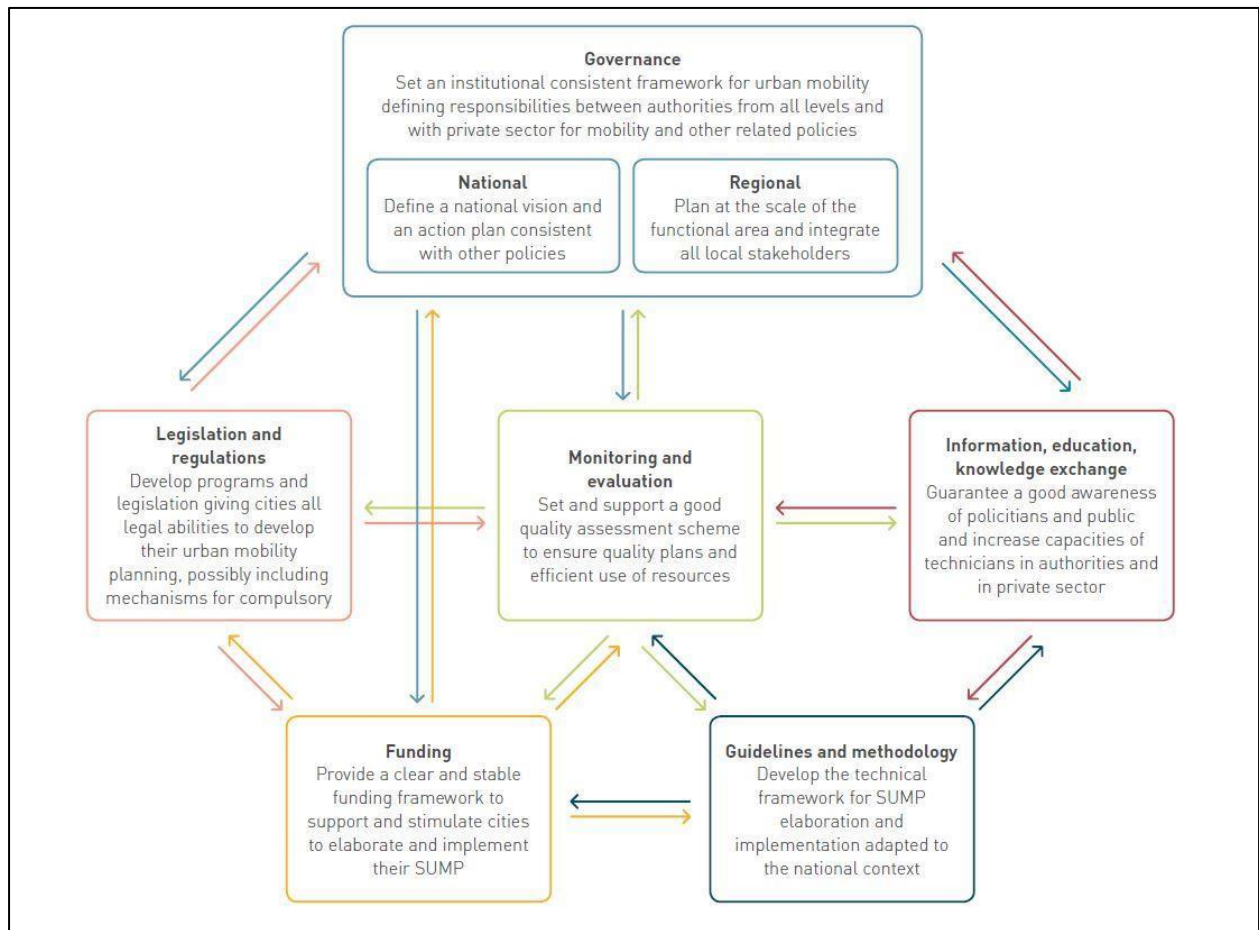 Governance
Set an institutional consistent framework for urban mobility
defining responsibilities between authorities from all levels and
with private sector for mobility and other related policies
National
Define a national vision and
an action plan consistent
with other policies
Regional
Plan at the scale of the
functional area and integrate
all local stakeholders
Legislation and
regulations
Develop programs and
legislation giving cities all
legal abilities to develop
their urban mobility
planning, possibly including
mechanisms for compulsory
Monitoring and
evaluation
Set and support a good
quality assessment scheme
to ensure quality plans and
efficient use of resources
Information, education,
knowledge exchange
Guarantee a good awareness
of politicians and public
and increase capacities of
technicians in authorities and
in private sector
Funding
Provide a clear and stable
funding framework to
support and stimulate cities
to elaborate and implement
their SUMP
Guidelines and methodology
Develop the technical
framework for SUMP
elaboration and
implementation adapted to
the national context